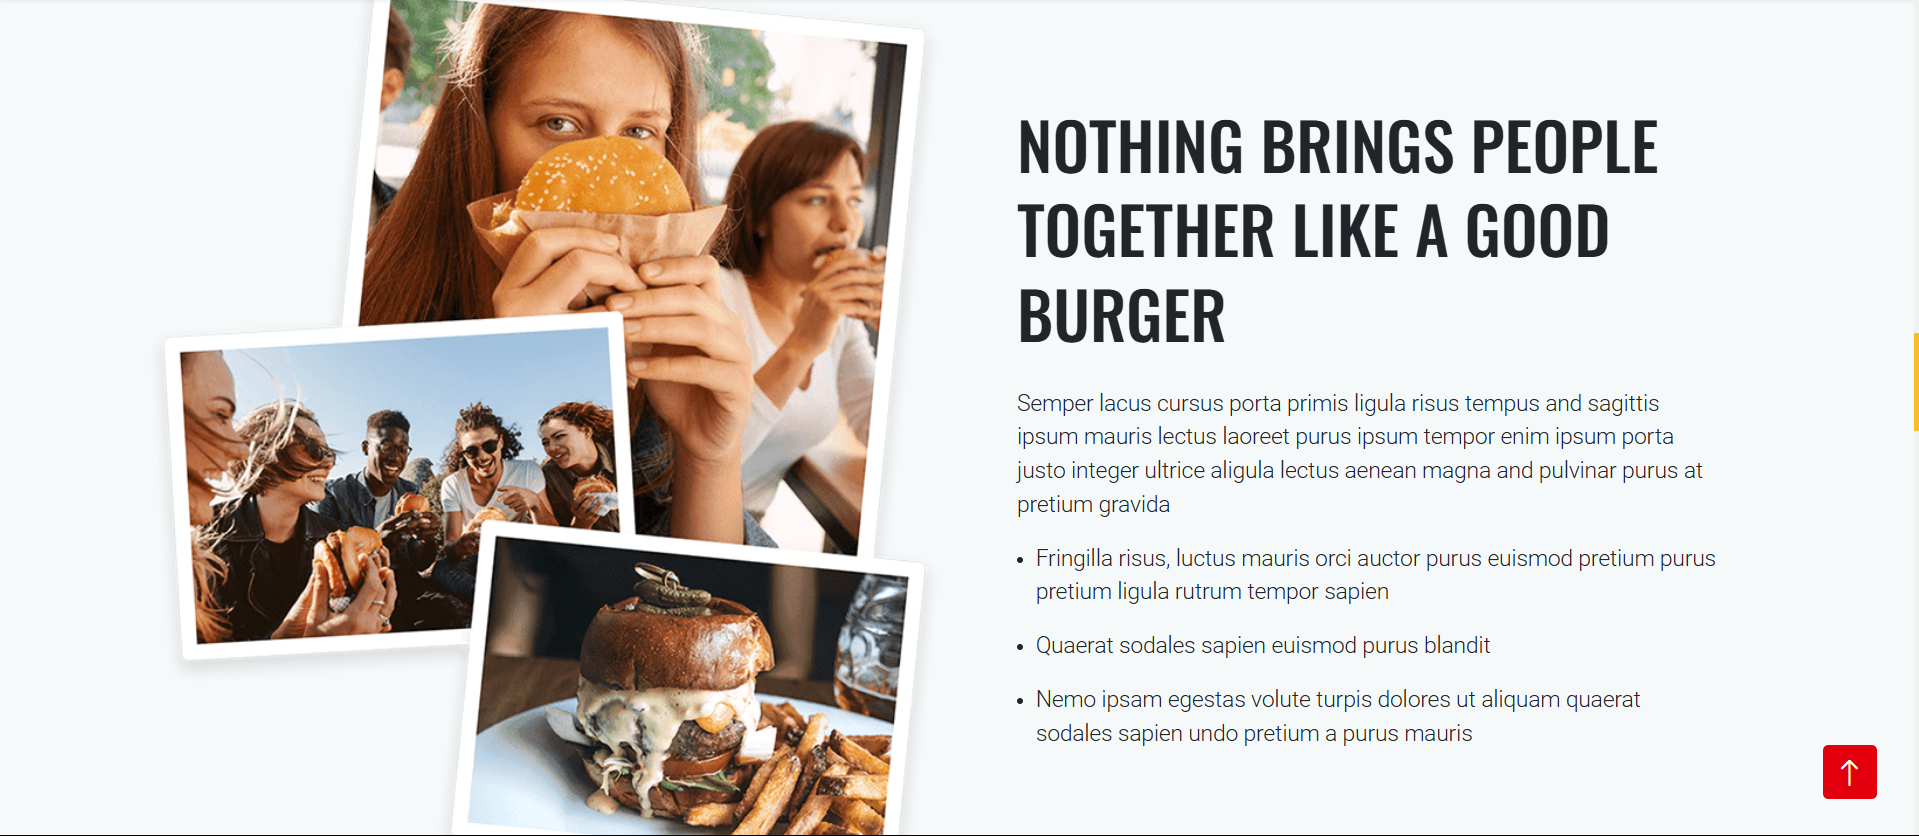 NOTHING BRINGS PEOPLE
TOGETHER LIKE A GOOD
BURGER
Semper lacus cursus porta primis ligula risus tempus and sagittis
ipsum mauris lectus laoreet purus ipsum tempor enim ipsum porta
justo integer ultrice aligula lectus aenean magna and pulvinar purus at
pretium gravida
• Fringilla risus, luctus mauris orci auctor purus euismod pretium purus
pretium ligula rutrum tempor sapien
• Quaerat sodales sapien euismod purus blandit
• Nemo ipsam egestas volute turpis dolores ut aliquam quaerat
sodales sapien undo pretium a purus mauris